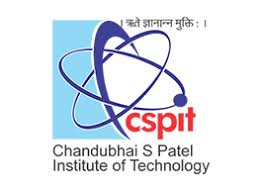 । ऋते ज्ञानान्न मुक्ति: ।
cspit
Chandubhai S Patel
Institute of Technology